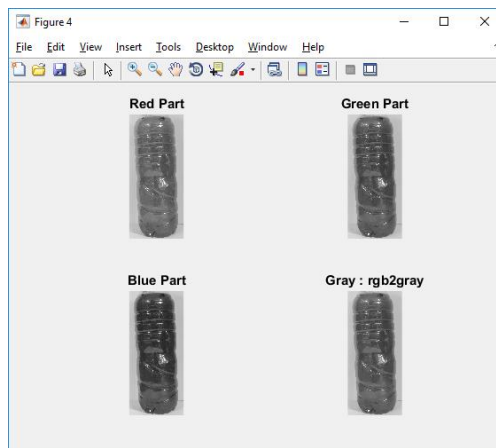 Figure 4
File Edit View Insert Tools Desktop Window Help
Red Part
Green Part
Blue Part
Gray : rgb2gray